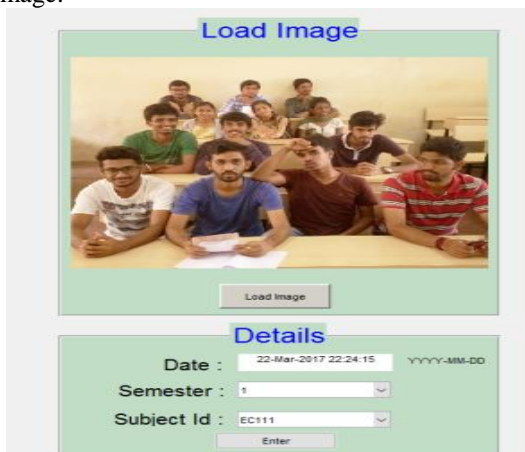 mage.
Load Image
Load Image
Details
Date : 22-Mar-2017 22:24:15 YYYY-MM-DD
Semester : 1
Subject Id : EC111
Enter